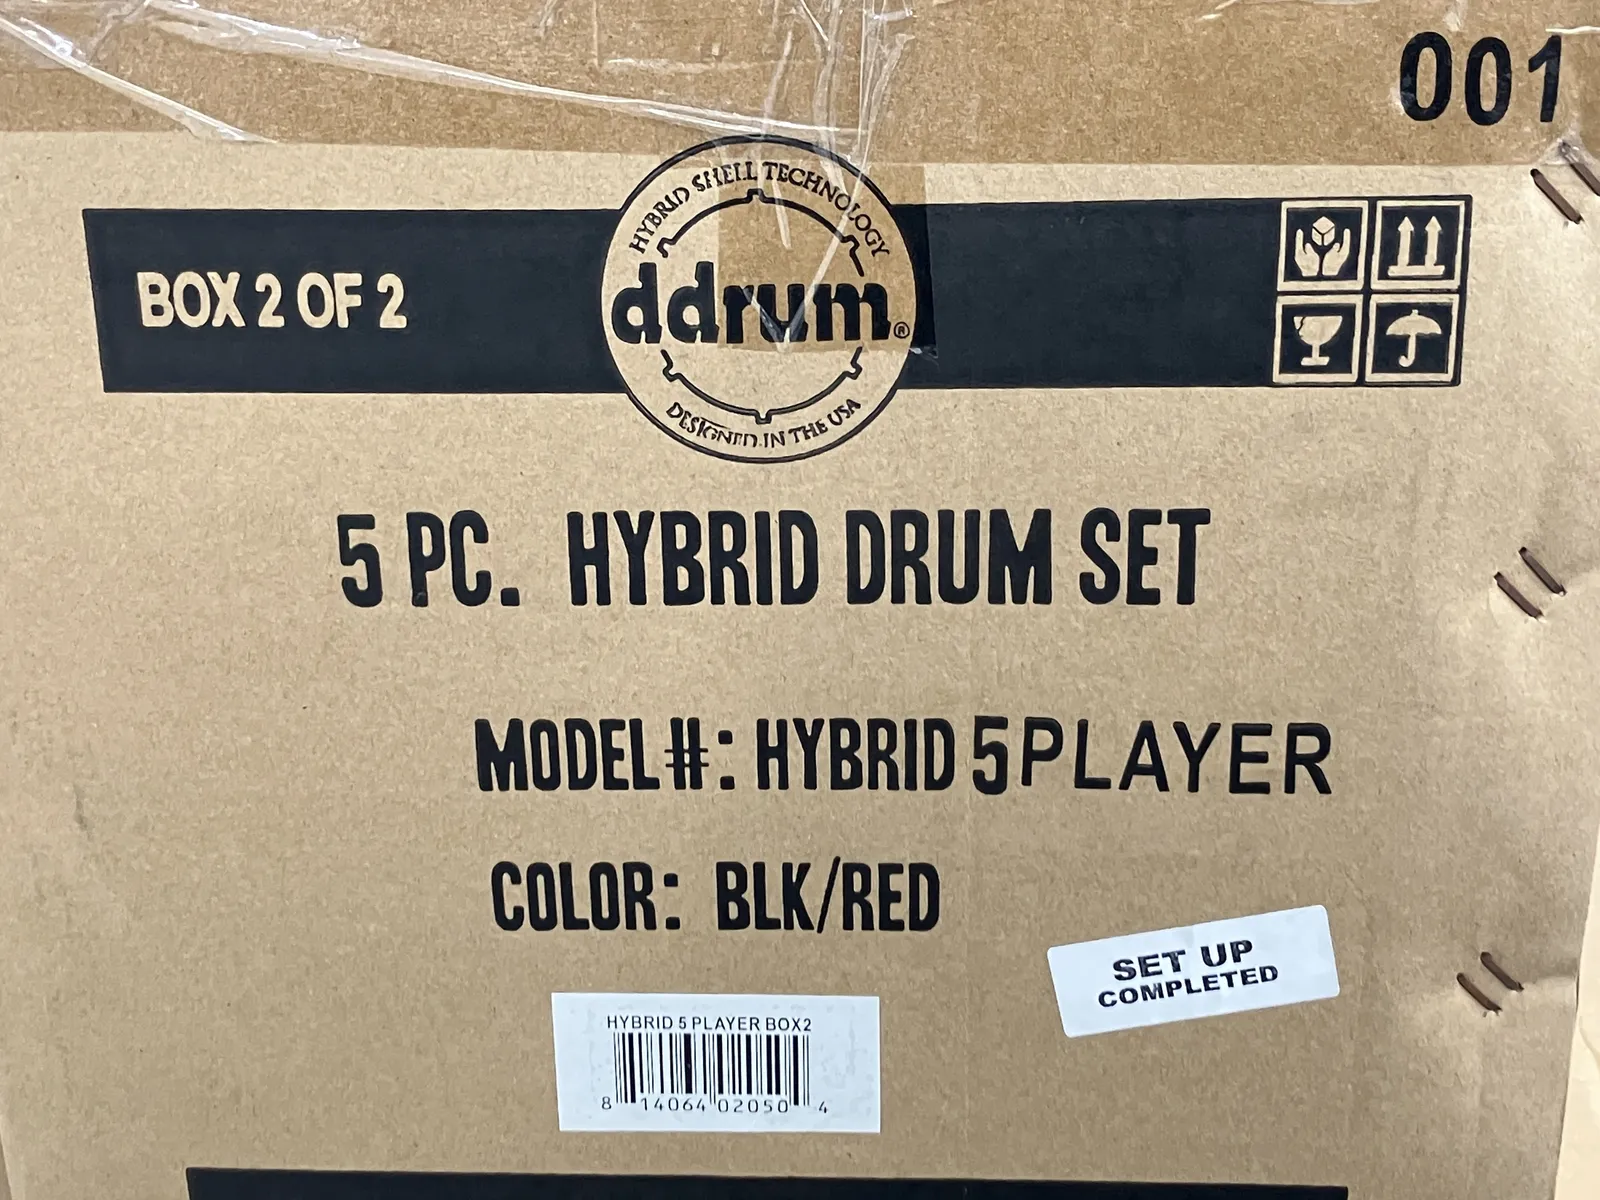 001
BOX 2 OF 2
HYBRID SHELL TECHNOLOGY
ddrum®
DESIGNED IN THE USA
5 PC. HYBRID DRUM SET
MODEL#: HYBRID 5PLAYER
COLOR: BLK/RED
SET UP
COMPLETED
HYBRID 5 PLAYER BOX2
8 14064 02050 4